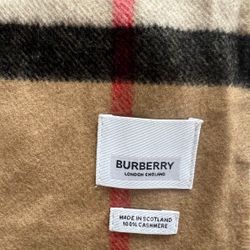 BURBERRY
LONDON ENGLAND
MADE IN SCOTLAND
100% CASHMERE